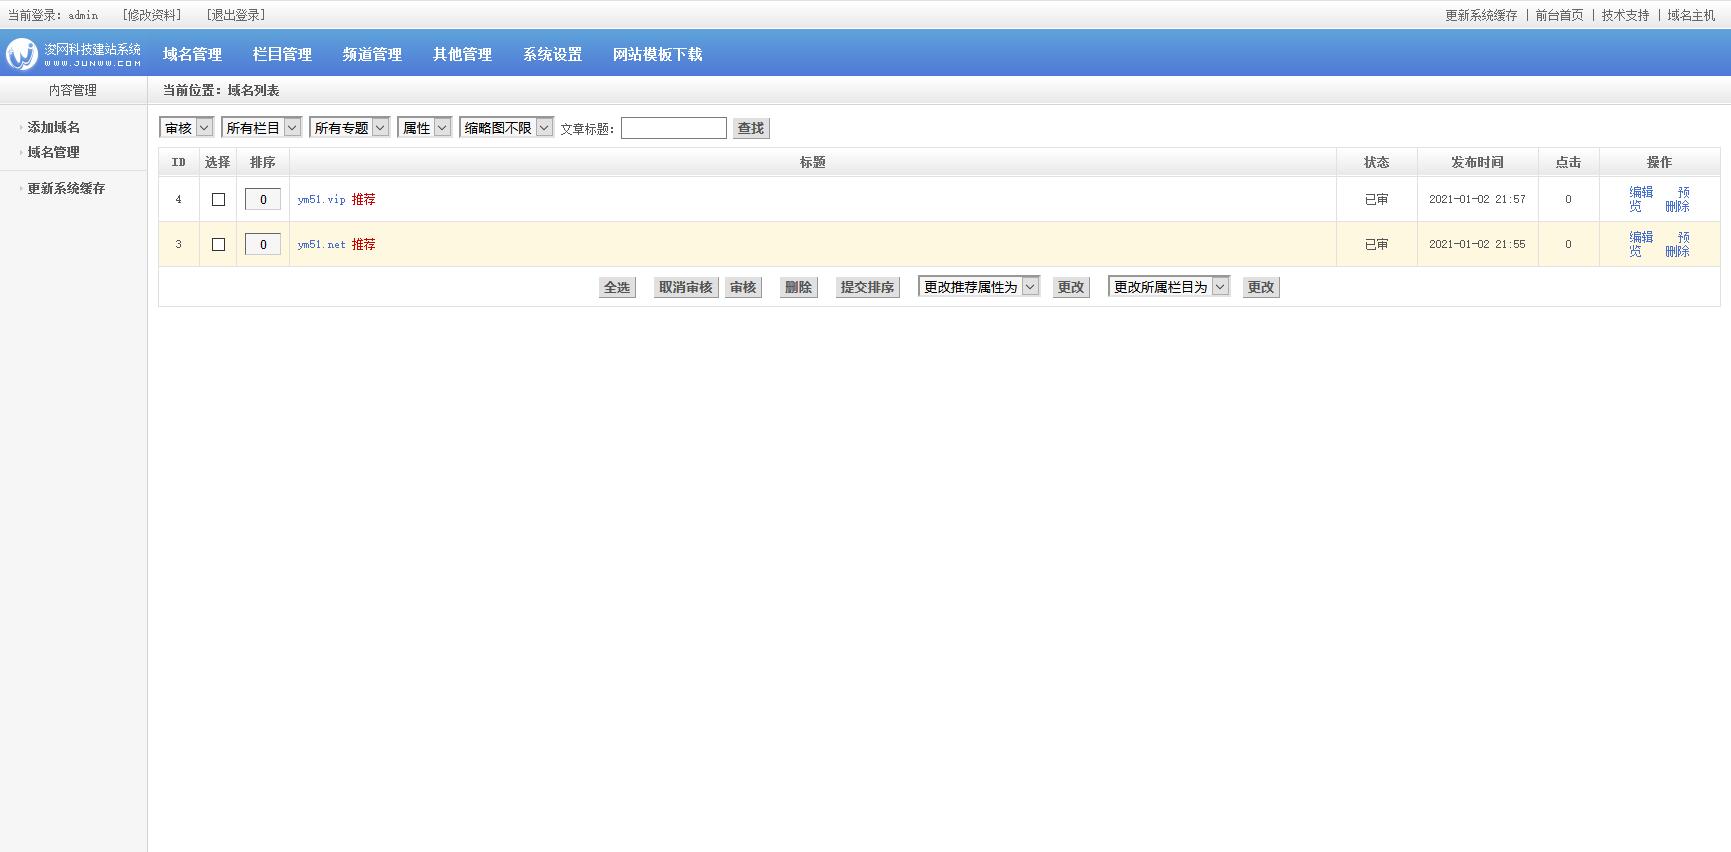 当前登录：admin [修改资料] [退出登录] 更新系统缓存 | 前台首页 | 技术支持 | 域名主机
浚网科技建站系统
WWW.JUNWW.COM
域名管理 栏目管理 频道管理 其他管理 系统设置 网站模板下载
内容管理
当前位置：域名列表
添加域名
域名管理
更新系统缓存
审核 所有栏目 所有专题 属性 缩略图不限 文章标题： 查找
ID 选择 排序 标题 状态 发布时间 点击 操作
4 0 ym51.vip 推荐 已审 2021-01-02 21:57 0 编辑 预
览 删除
3 0 ym51.net 推荐 已审 2021-01-02 21:55 0 编辑 预
览 删除
全选 取消审核 审核 删除 提交排序 更改推荐属性为 更改 更改所属栏目为 更改